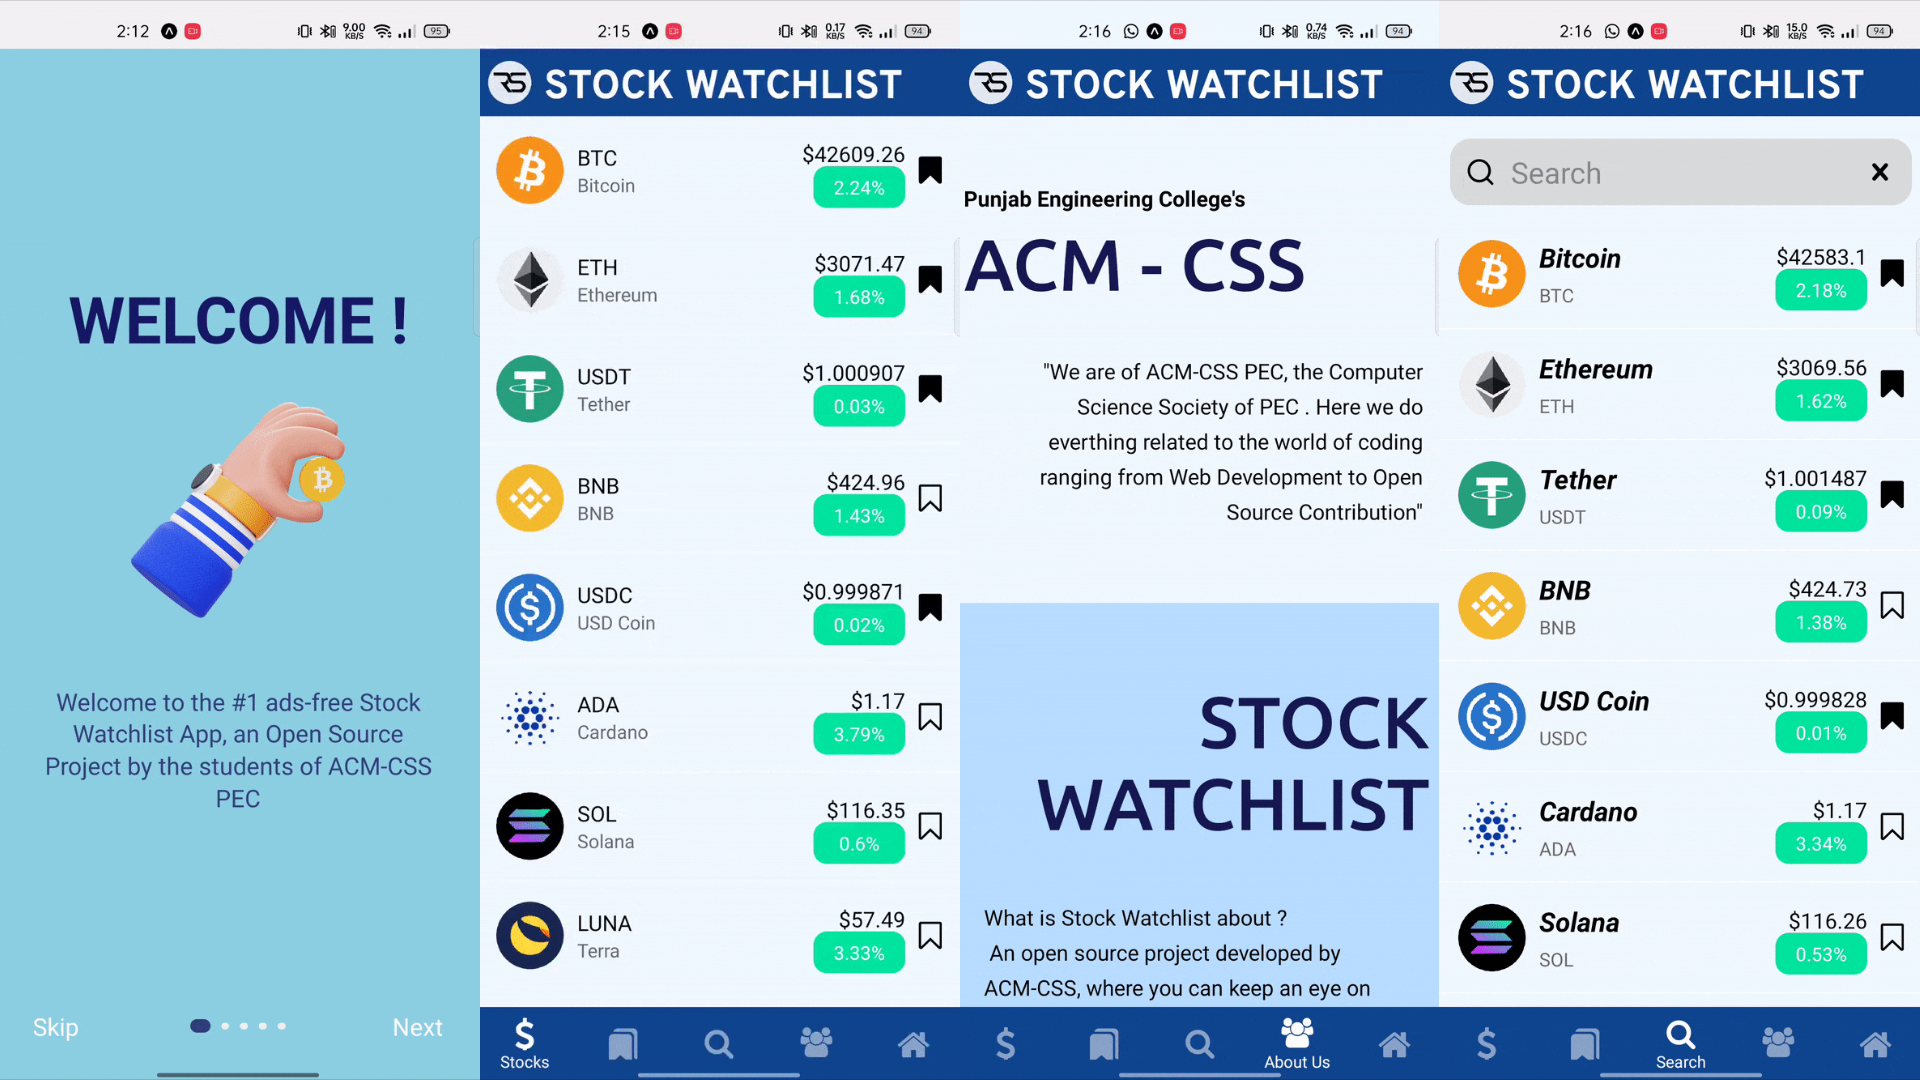 2:12
9.00
KB/S
95
WELCOME !
Welcome to the #1 ads-free Stock
Watchlist App, an Open Source
Project by the students of ACM-CSS
PEC
Skip
Next
2:15
0.17
KB/S
94
RS
STOCK WATCHLIST
BTC
Bitcoin
$42609.26
2.24%
ETH
Ethereum
$3071.47
1.68%
USDT
Tether
$1.000907
0.03%
BNB
BNB
$424.96
1.43%
USDC
USD Coin
$0.999871
0.02%
ADA
Cardano
$1.17
3.79%
SOL
Solana
$116.35
0.6%
LUNA
Terra
$57.49
3.33%
Stocks
2:16
0.74
KB/S
94
RS
STOCK WATCHLIST
Punjab Engineering College's
ACM - CSS
"We are of ACM-CSS PEC, the Computer
Science Society of PEC . Here we do
everthing related to the world of coding
ranging from Web Development to Open
Source Contribution"
STOCK
WATCHLIST
What is Stock Watchlist about ?
An open source project developed by
ACM-CSS, where you can keep an eye on
About Us
2:16
15.0
KB/S
94
RS
STOCK WATCHLIST
Search
Bitcoin
BTC
$42583.1
2.18%
Ethereum
ETH
$3069.56
1.62%
Tether
USDT
$1.001487
0.09%
BNB
BNB
$424.73
1.38%
USD Coin
USDC
$0.999828
0.01%
Cardano
ADA
$1.17
3.34%
Solana
SOL
$116.26
0.53%
Search